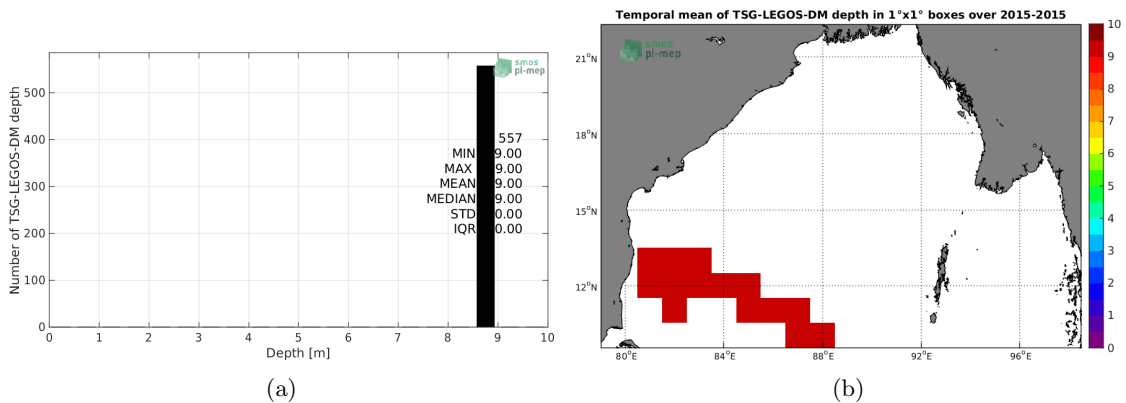 smos
pi-mep
Number of TSG-LEGOS-DM depth
500
400
300
200
100
0
557
MIN 9.00
MAX 9.00
MEAN 9.00
MEDIAN 9.00
STD 0.00
IQR 0.00
0 1 2 3 4 5 6 7 8 9 10
Depth [m]
(a)
Temporal mean of TSG-LEGOS-DM depth in 1°x1° boxes over 2015-2015
smos
pi-mep
21°N
18°N
15°N
12°N
80°E 84°E 88°E 92°E 96°E
10
9
8
7
6
5
4
3
2
1
0
(b)